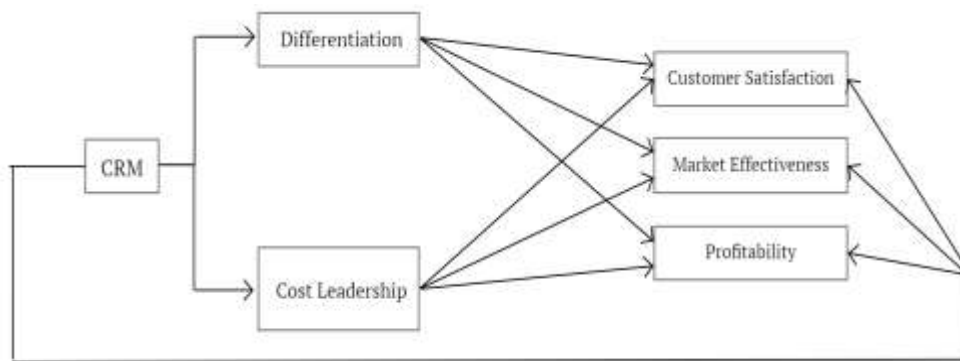 Differentiation
Customer Satisfaction
CRM
Market Effectiveness
Profitability
Cost Leadership